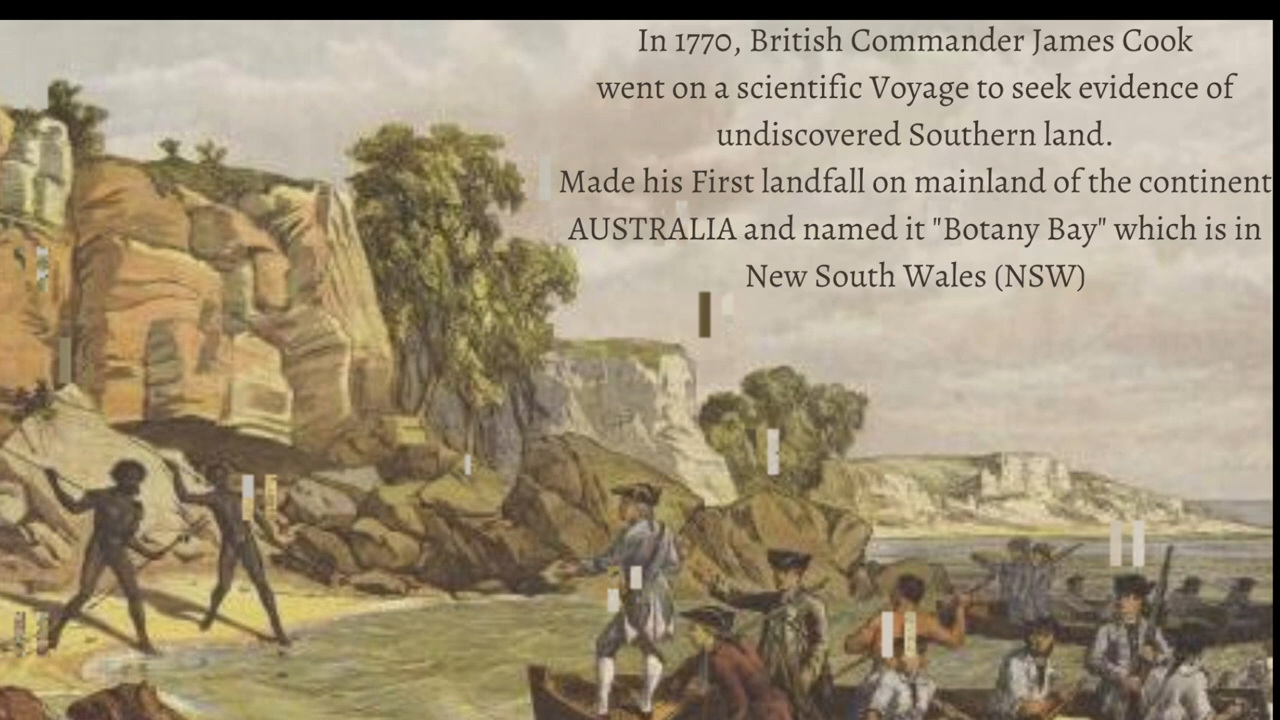 In 1770, British Commander James Cook
went on a scientific Voyage to seek evidence of
undiscovered Southern land.
Made his First landfall on mainland of the continent
AUSTRALIA and named it "Botany Bay" which is in
New South Wales (NSW)